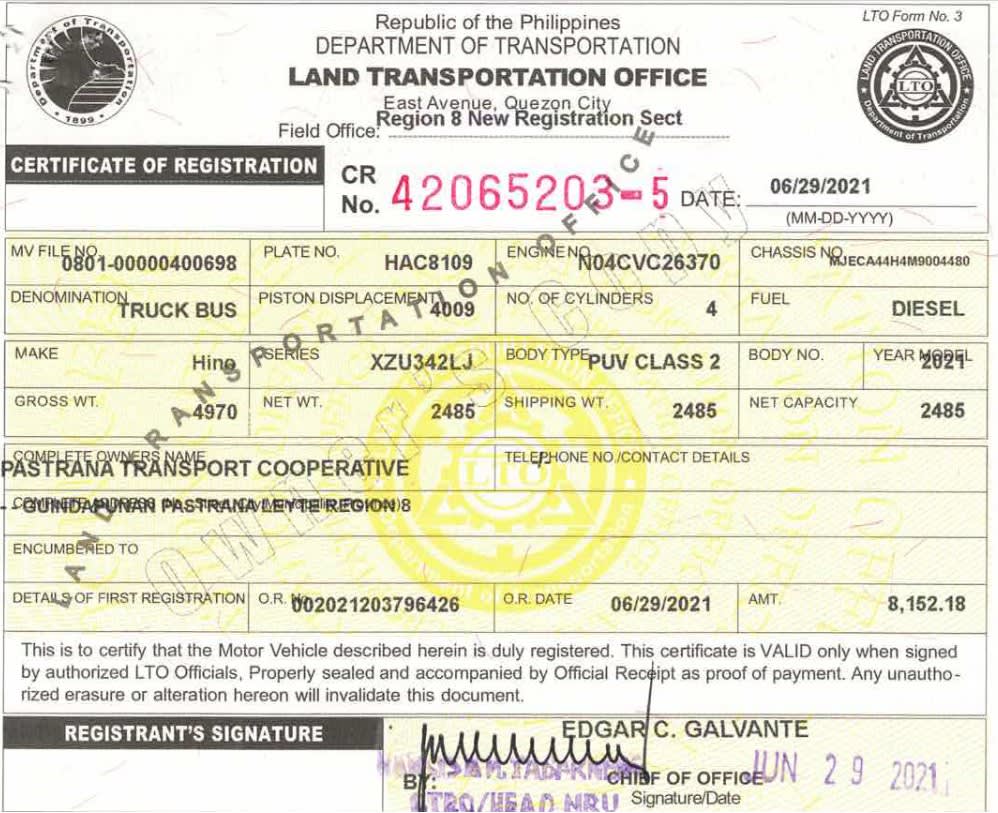 LTO Form No. 3
Republic of the Philippines
DEPARTMENT OF TRANSPORTATION
LAND TRANSPORTATION OFFICE
East Avenue, Quezon City
Field Office: Region 8 New Registration Sect
Department of Transportation
1899
LAND TRANSPORTATION OFFICE
LTO
Department of Transportation
CERTIFICATE OF REGISTRATION
CR No. 42065203-5 DATE: 06/29/2021
(MM-DD-YYYY)
MV FILE NO. 0801-00000400698 PLATE NO. HAC8109 ENGINE NO. N04CVC26370 CHASSIS NO. MJECA44H4M9004480
DENOMINATION TRUCK BUS PISTON DISPLACEMENT 4009 NO. OF CYLINDERS 4 FUEL DIESEL
MAKE Hino SERIES XZU342LJ BODY TYPE PUV CLASS 2 BODY NO. YEAR MODEL 2021
GROSS WT. 4970 NET WT. 2485 SHIPPING WT. 2485 NET CAPACITY 2485
COMPLETE OWNERS NAME TELEPHONE NO./CONTACT DETAILS
PASTRANA TRANSPORT COOPERATIVE
COMPLETE ADDRESS
GUINDAPUNAN PASTRANA LEYTE REGION 8
ENCUMBERED TO
DETAILS OF FIRST REGISTRATION O.R. No. 002021203796426 O.R. DATE 06/29/2021 AMT. 8,152.18
This is to certify that the Motor Vehicle described herein is duly registered. This certificate is VALID only when signed
by authorized LTO Officials, Properly sealed and accompanied by Official Receipt as proof of payment. Any unautho-
rized erasure or alteration hereon will invalidate this document.
REGISTRANT'S SIGNATURE
EDGAR C. GALVANTE
BY: CHIEF OF OFFICE JUN 29 2021
Signature/Date
HEAD NRU
LAND TRANSPORTATION OFFICE
Owner's Copy
LTO